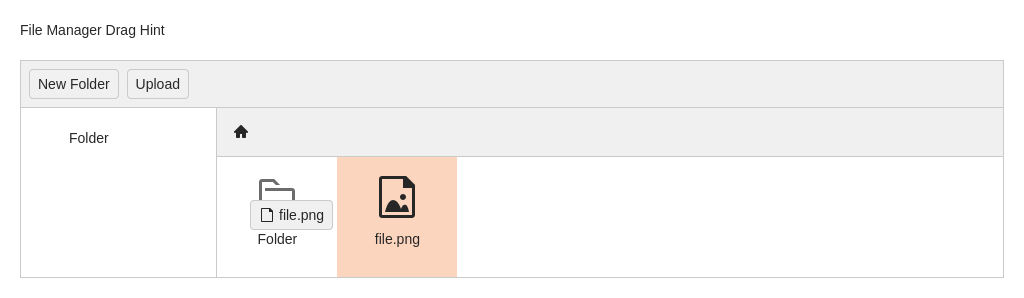 File Manager Drag Hint
New Folder Upload
Folder
file.png
Folder file.png